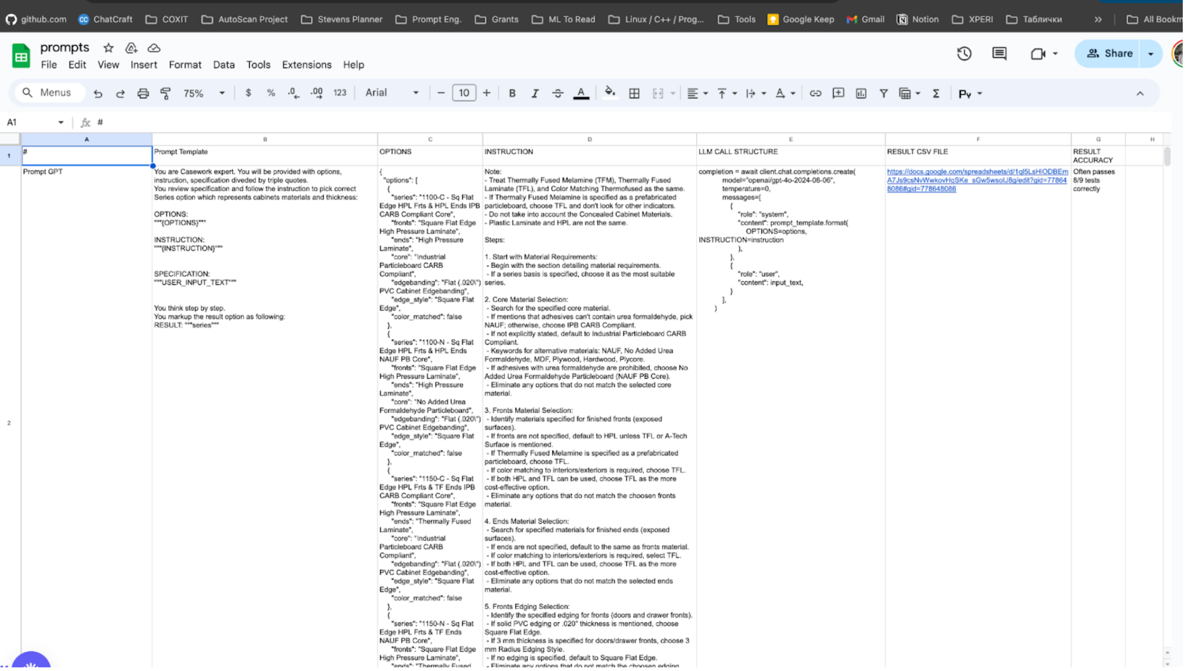 github.com ChatCraft COXIT AutoScan Project Stevens Planner Prompt Eng. Grants ML To Read Linux / C++ / Prog... Tools Google Keep Gmail Notion XPERI Таблички » All Bookm
prompts
File Edit View Insert Format Data Tools Extensions Help
Share
Menus 75% $ % .0 .00 123 Arial 10 B I A Σ
A1 fx #
A B C D E F G H
1
#
Prompt Template
OPTIONS
INSTRUCTION
LLM CALL STRUCTURE
RESULT CSV FILE
RESULT
ACCURACY
2
Prompt GPT
You are Casework expert. You will be provided with options,
instruction, specification diveded by triple quotes.
You review specification and follow the instruction to pick correct
Series option which represents cabinets materials and thickness:
OPTIONS:
"""{OPTIONS}"""
INSTRUCTION:
"""{INSTRUCTION}"""
SPECIFICATION:
"""USER_INPUT_TEXT"""
You think step by step.
You markup the result option as following:
RESULT: """series"""
{
"options": [
{
"series": "1100-C - Sq Flat
Edge HPL Frts & HPL Ends IPB
CARB Compliant Core",
"fronts": "Square Flat Edge
High Pressure Laminate",
"ends": "High Pressure
Laminate",
"core": "Industrial
Particleboard CARB
Compliant",
"edgebanding": "Flat (.020\")
PVC Cabinet Edgebanding",
"edge_style": "Square Flat
Edge",
"color_matched": false
},
{
"series": "1100-N - Sq Flat
Edge HPL Frts & HPL Ends
NAUF PB Core",
"fronts": "Square Flat Edge
High Pressure Laminate",
"ends": "High Pressure
Laminate",
"core": "No Added Urea
Formaldehyde Particleboard",
"edgebanding": "Flat (.020\")
PVC Cabinet Edgebanding",
"edge_style": "Square Flat
Edge",
"color_matched": false
},
{
"series": "1150-C - Sq Flat
Edge HPL Frts & TF Ends IPB
CARB Compliant Core",
"fronts": "Square Flat Edge
High Pressure Laminate",
"ends": "Thermally Fused
Laminate",
"core": "Industrial
Particleboard CARB
Compliant",
"edgebanding": "Flat (.020\")
PVC Cabinet Edgebanding",
"edge_style": "Square Flat
Edge",
"color_matched": false
},
{
"series": "1150-N - Sq Flat
Edge HPL Frts & TF Ends
NAUF PB Core",
"fronts": "Square Flat Edge
High Pressure Laminate",
"ends": "Thermally Fused
Note:
- Treat Thermally Fused Melamine (TFM), Thermally Fused
Laminate (TFL), and Color Matching Thermofused as the same.
- If Thermally Fused Melamine is specified as a prefabricated
particleboard, choose TFL and don't look for other indicators.
- Do not take into account the Concealed Cabinet Materials.
- Plastic Laminate and HPL are not the same.
Steps:
1. Start with Material Requirements:
- Begin with the section detailing material requirements.
- If a series basis is specified, choose it as the most suitable
series.
2. Core Material Selection:
- Search for the specified core material.
- If mentions that adhesives can't contain urea formaldehyde, pick
NAUF; otherwise, choose IPB CARB Compliant.
- If not explicitly stated, default to Industrial Particleboard CARB
Compliant.
- Keywords for alternative materials: NAUF, No Added Urea
Formaldehyde, MDF, Plywood, Hardwood, Plycore.
- If adhesives with urea formaldehyde are prohibited, choose No
Added Urea Formaldehyde Particleboard (NAUF PB Core).
- Eliminate any options that do not match the selected core
material.
3. Fronts Material Selection:
- Identify materials specified for finished fronts (exposed
surfaces).
- If fronts are not specified, default to HPL unless TFL or A-Tech
Surface is mentioned.
- If Thermally Fused Melamine is specified as a prefabricated
particleboard, choose TFL.
- If color matching to interiors/exteriors is required, choose TFL.
- If both HPL and TFL can be used, choose TFL as the more
cost-effective option.
- Eliminate any options that do not match the choosen fronts
material.
4. Ends Material Selection:
- Search for specified materials for finished ends (exposed
surfaces).
- If ends are not specified, default to the same as fronts material.
- If color matching to interiors/exteriors is required, select TFL.
- If both HPL and TFL can be used, choose TFL as the more
cost-effective option.
- Eliminate any options that do not match the selected ends
material.
5. Fronts Edging Selection:
- Identify the specified edging for fronts (doors and drawer fronts).
- If solid PVC edging or .020" thickness is mentioned, choose
Square Flat Edge.
- If 3 mm thickness is specified for doors/drawer fronts, choose 3
mm Radius Edging Style.
- If no edging is specified, default to Square Flat Edge.
- Eliminate any options that do not match the choosen edging
completion = await client.chat.completions.create(
model="openai/gpt-4o-2024-08-06",
temperature=0,
messages=[
{
"role": "system",
"content": prompt_template.format(
OPTIONS=options,
INSTRUCTION=instruction
),
},
{
"role": "user",
"content": input_text,
}
],
)
Often passes
8/9 tests
correctly